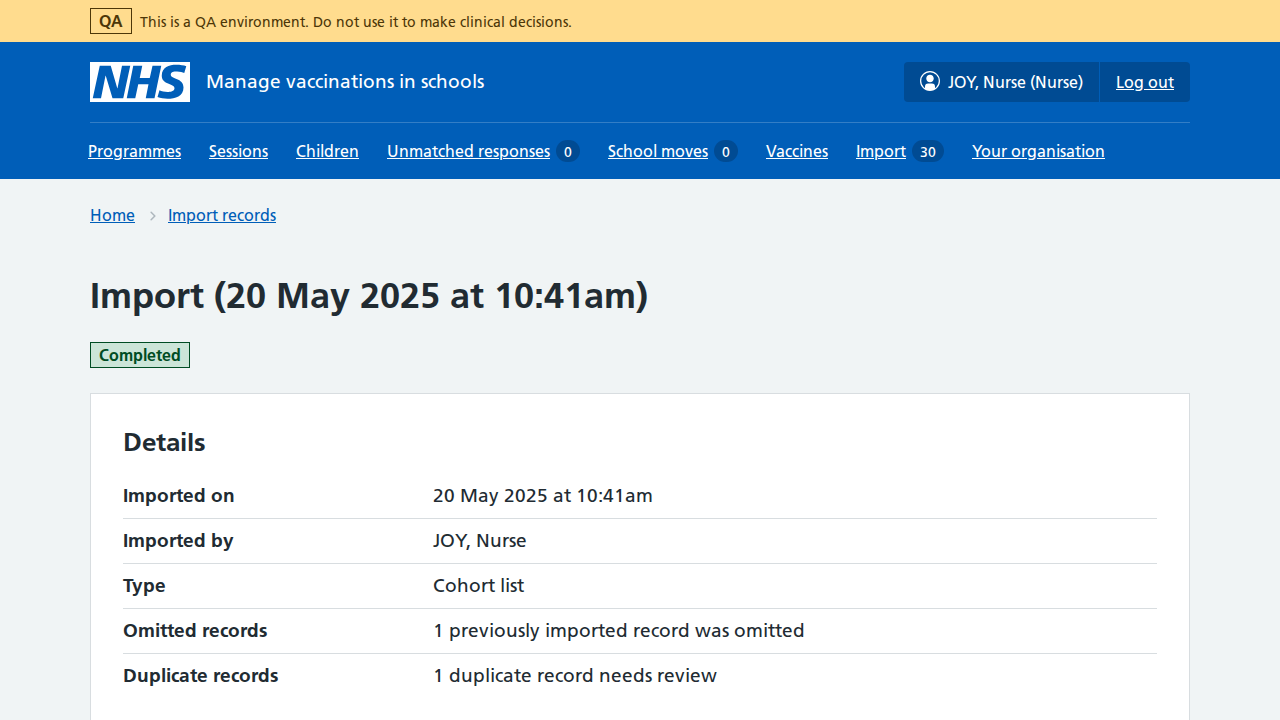 QA This is a QA environment. Do not use it to make clinical decisions.
NHS Manage vaccinations in schools JOY, Nurse (Nurse) Log out
Programmes Sessions Children Unmatched responses 0 School moves 0 Vaccines Import 30 Your organisation
Home Import records
Import (20 May 2025 at 10:41am)
Completed
Details
Imported on 20 May 2025 at 10:41am
Imported by JOY, Nurse
Type Cohort list
Omitted records 1 previously imported record was omitted
Duplicate records 1 duplicate record needs review